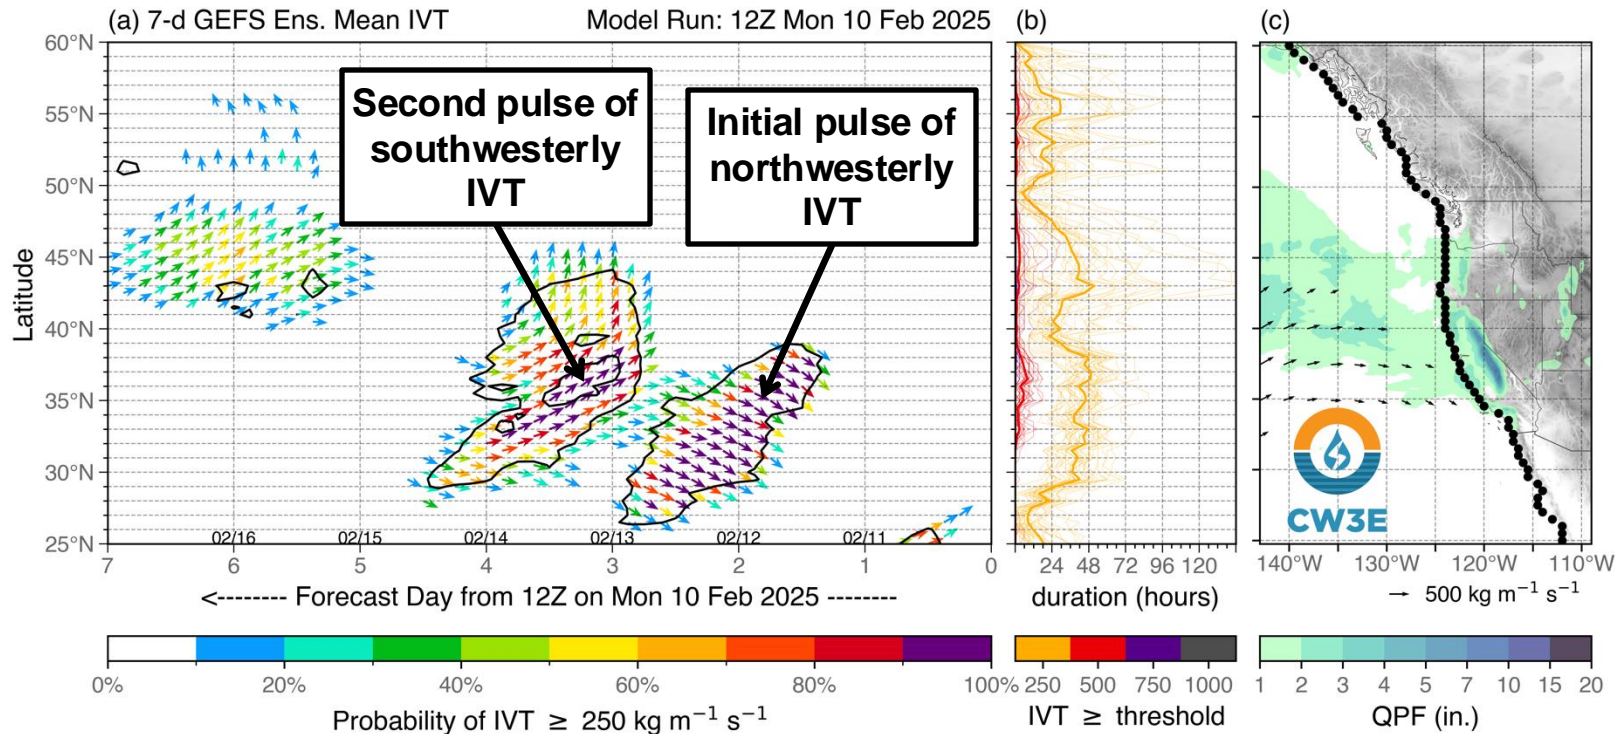 (a) 7-d GEFS Ens. Mean IVT
Model Run: 12Z Mon 10 Feb 2025
(b)
(c)
Second pulse of
southwesterly
IVT
Initial pulse of
northwesterly
IVT
Latitude
60°N
55°N
50°N
45°N
40°N
35°N
30°N
25°N
02/16
02/15
02/14
02/13
02/12
02/11
7
6
5
4
3
2
1
0
<-------- Forecast Day from 12Z on Mon 10 Feb 2025 --------
24 48 72 96 120
duration (hours)
CW3E
140°W 130°W 120°W 110°W
→ 500 kg m⁻¹ s⁻¹
0% 20% 40% 60% 80% 100%
Probability of IVT ≥ 250 kg m⁻¹ s⁻¹
250 500 750 1000
IVT ≥ threshold
1 2 3 4 5 7 10 15 20
QPF (in.)